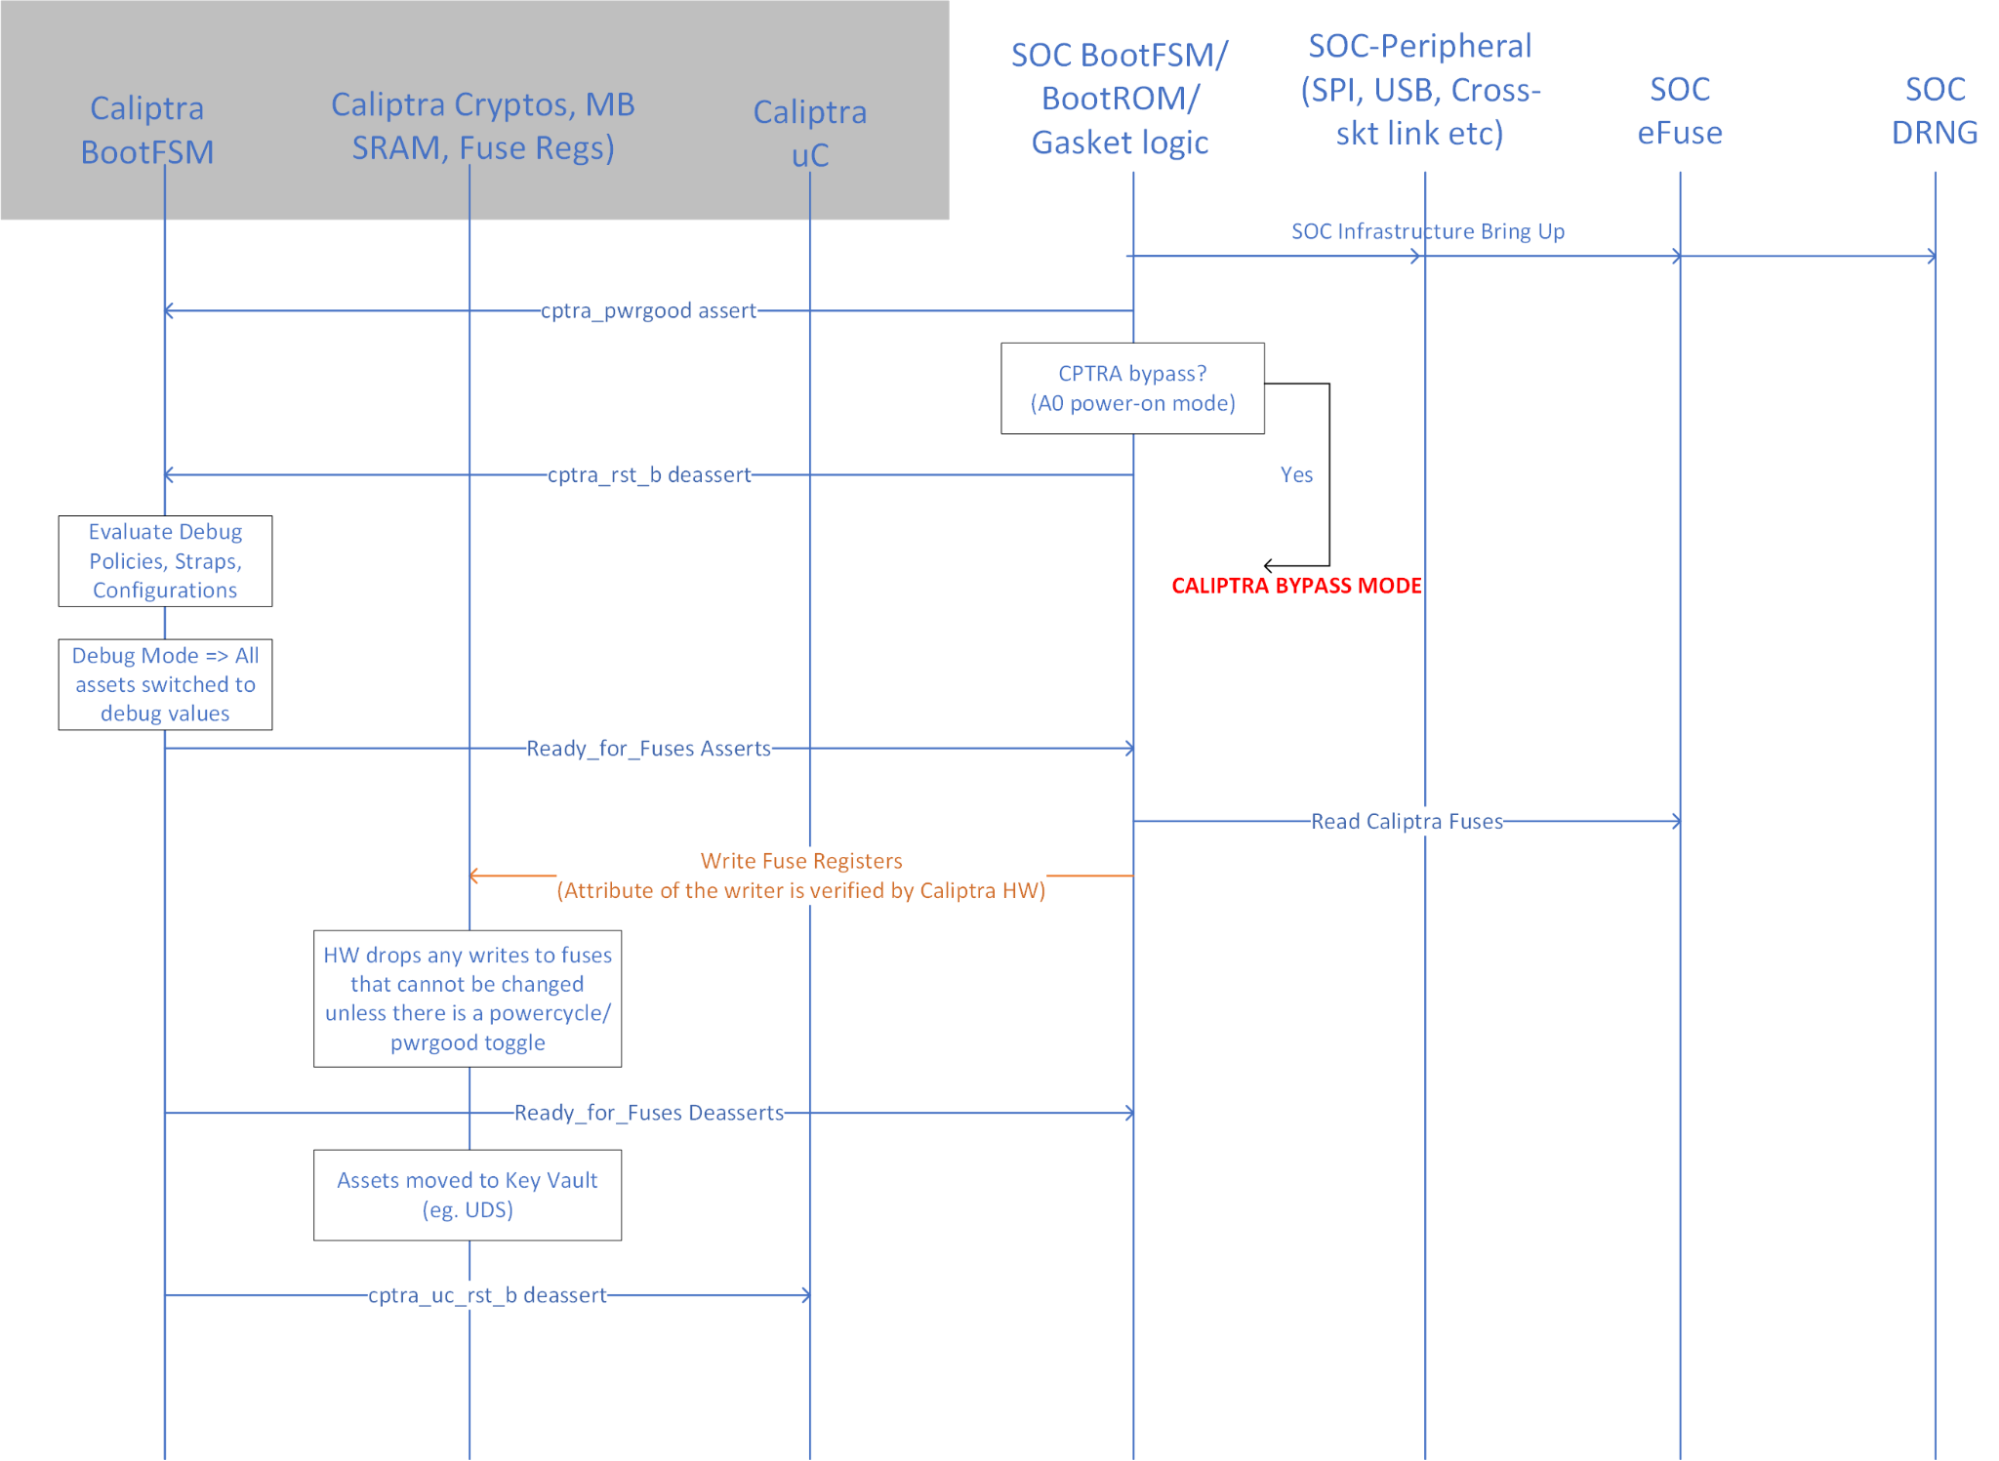 Caliptra
BootFSM
Caliptra Cryptos, MB
SRAM, Fuse Regs)
Caliptra
uC
SOC BootFSM/
BootROM/
Gasket logic
SOC-Peripheral
(SPI, USB, Cross-
skt link etc)
SOC
eFuse
SOC
DRNG
SOC Infrastructure Bring Up
cptra_pwrgood assert
CPTRA bypass?
(A0 power-on mode)
cptra_rst_b deassert
Yes
Evaluate Debug
Policies, Straps,
Configurations
CALIPTRA BYPASS MODE
Debug Mode => All
assets switched to
debug values
Ready_for_Fuses Asserts
Read Caliptra Fuses
Write Fuse Registers
(Attribute of the writer is verified by Caliptra HW)
HW drops any writes to fuses
that cannot be changed
unless there is a powercycle/
pwrgood toggle
Ready_for_Fuses Deasserts
Assets moved to Key Vault
(eg. UDS)
cptra_uc_rst_b deassert